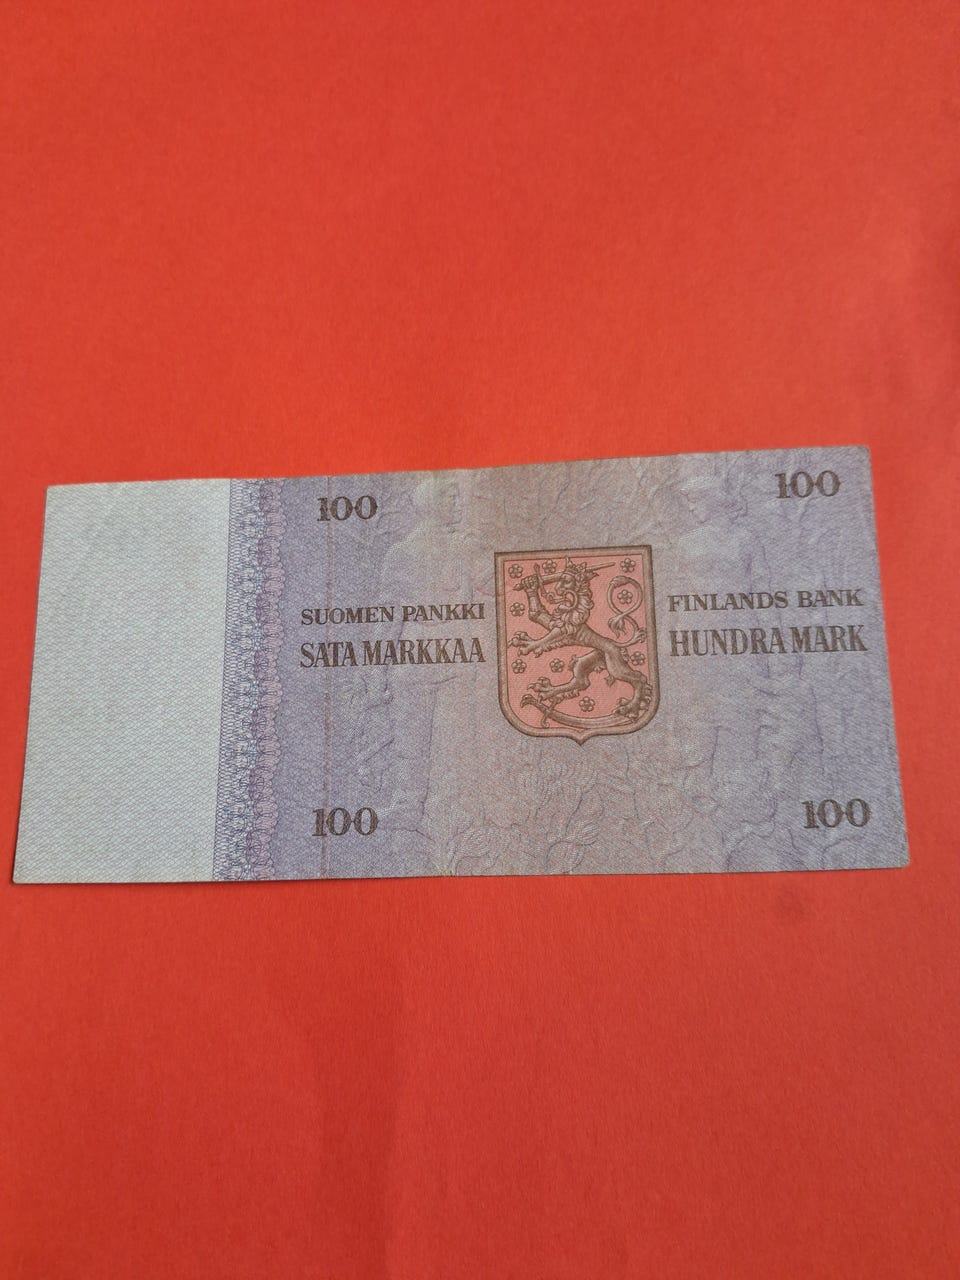 100
100
SUOMEN PANKKI
SATA MARKKAA
FINLANDS BANK
HUNDRA MARK
100
100